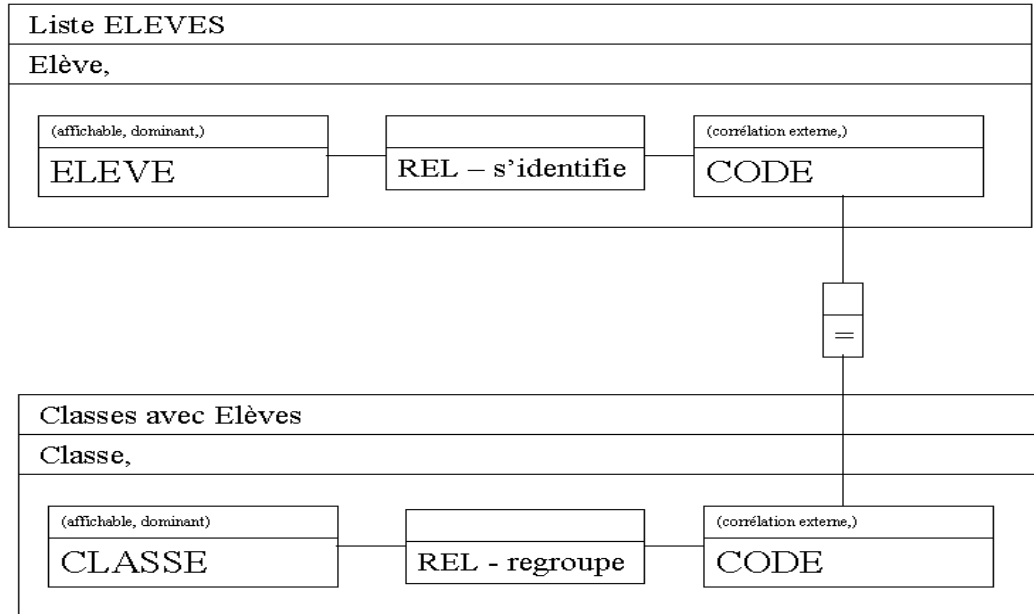 Liste ELEVES
Elève,
(affichable, dominant,)
ELEVE
REL – s'identifie
(corrélation externe,)
CODE
=
Classes avec Elèves
Classe,
(affichable, dominant)
CLASSE
REL - regroupe
(corrélation externe,)
CODE